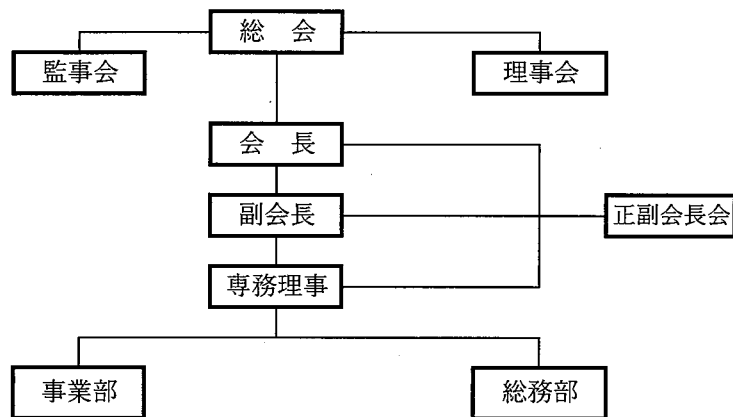 総　会
監事会
理事会
会　長
副会長
正副会長会
専務理事
事業部
総務部